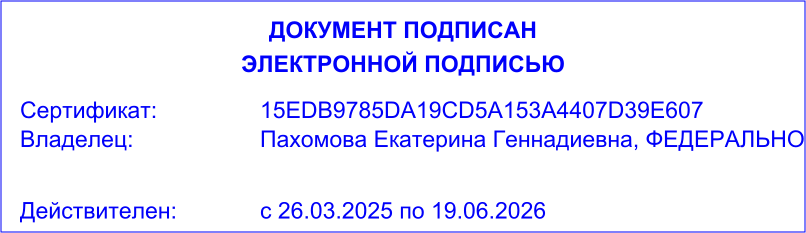 ДОКУМЕНТ ПОДПИСАН
ЭЛЕКТРОННОЙ ПОДПИСЬЮ
Сертификат: 15EDB9785DA19CD5A153A4407D39E607
Владелец: Пахомова Екатерина Геннадиевна, ФЕДЕРАЛЬНО
Действителен: с 26.03.2025 по 19.06.2026